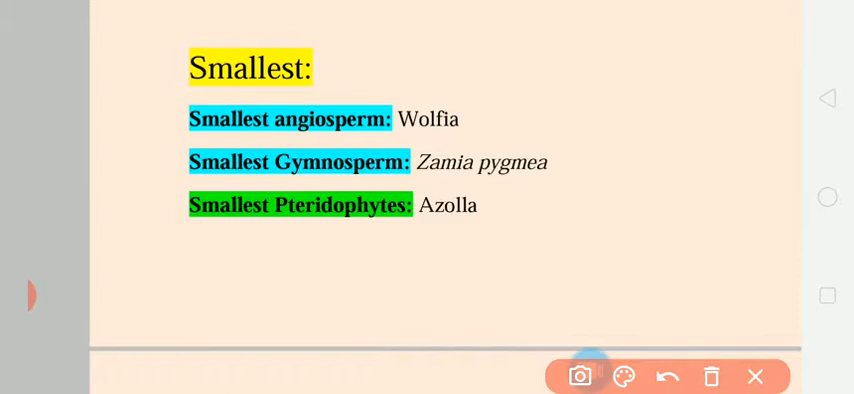 Smallest:
Smallest angiosperm: Wolfia
Smallest Gymnosperm: Zamia pygmea
Smallest Pteridophytes: Azolla